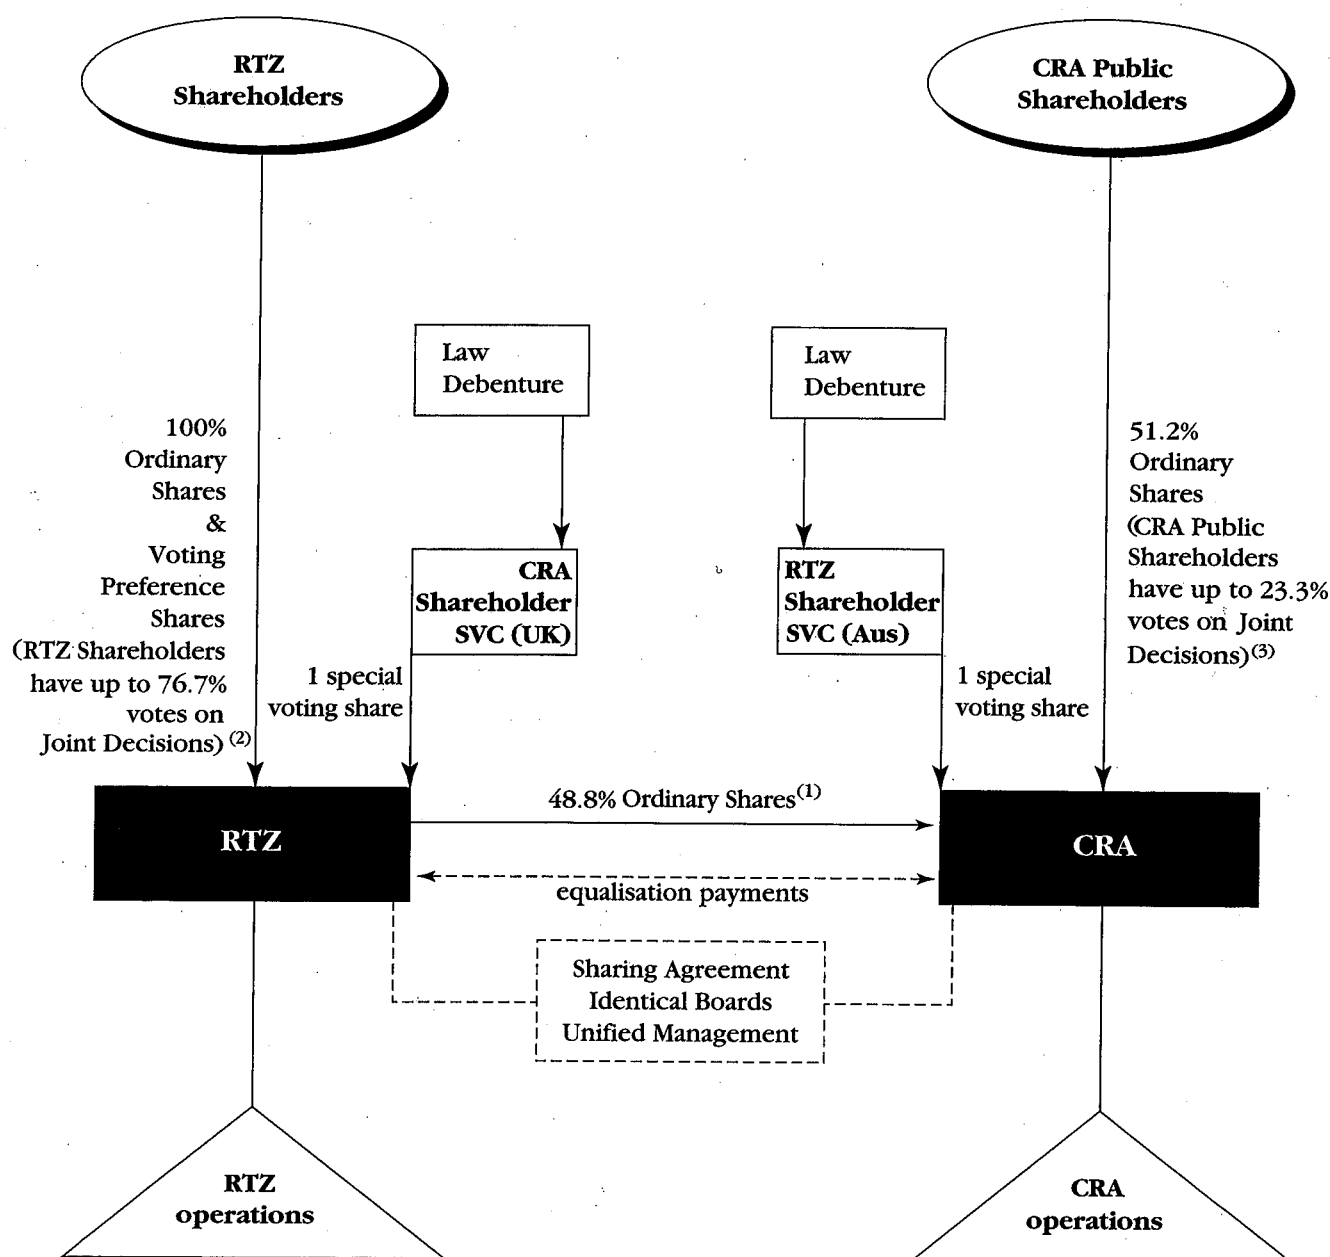 RTZ
Shareholders
CRA Public
Shareholders
Law
Debenture
Law
Debenture
100%
Ordinary
Shares
&
Voting
Preference
Shares
(RTZ Shareholders
have up to 76.7%
votes on
Joint Decisions) (2)
51.2%
Ordinary
Shares
(CRA Public
Shareholders
have up to 23.3%
votes on Joint
Decisions)(3)
CRA
Shareholder
SVC (UK)
RTZ
Shareholder
SVC (Aus)
1 special
voting share
1 special
voting share
RTZ
48.8% Ordinary Shares(1)
CRA
equalisation payments
Sharing Agreement
Identical Boards
Unified Management
RTZ
operations
CRA
operations